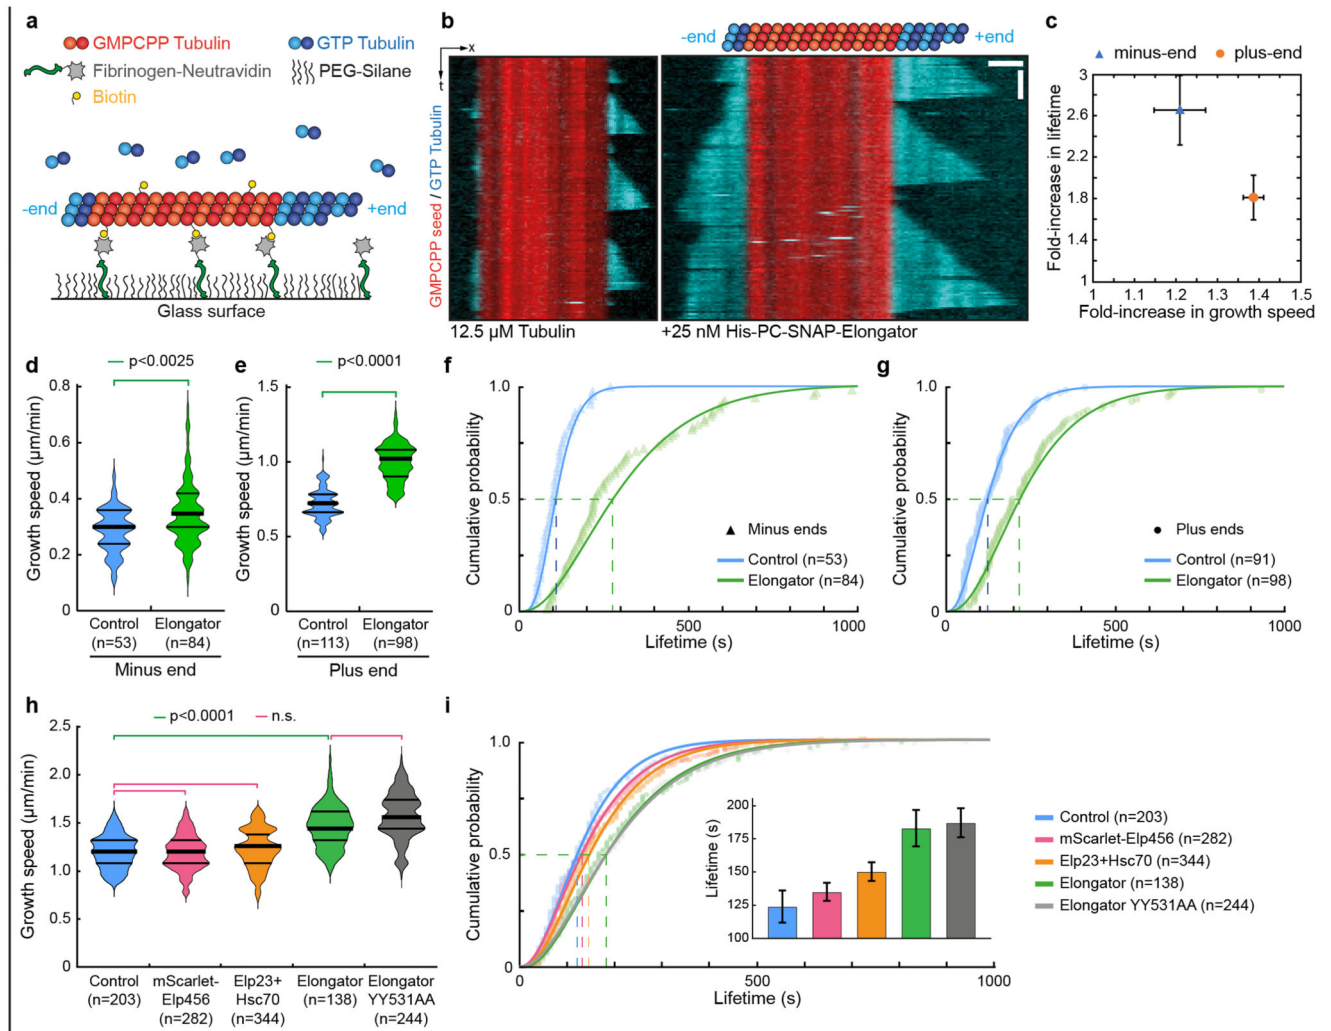 a
GMPCPP Tubulin
GTP Tubulin
Fibrinogen-Neutravidin
PEG-Silane
Biotin
-end
+end
Glass surface
b
x
t
-end
+end
GMPCPP seed / GTP Tubulin
12.5 µM Tubulin
+25 nM His-PC-SNAP-Elongator
c
minus-end
plus-end
Fold-increase in lifetime
3
2.6
2.2
1.8
1.4
1
1.1
1.2
1.3
1.4
1.5
Fold-increase in growth speed
d
p<0.0025
Growth speed (µm/min)
0.8
0.6
0.4
0.2
0
Control
(n=53)
Elongator
(n=84)
Minus end
e
p<0.0001
Growth speed (µm/min)
1.5
1.0
0.5
0
Control
(n=113)
Elongator
(n=98)
Plus end
f
Cumulative probability
1.0
0.5
0
0
500
1000
Lifetime (s)
Minus ends
Control (n=53)
Elongator (n=84)
g
Cumulative probability
1.0
0.5
0
0
500
1000
Lifetime (s)
Plus ends
Control (n=91)
Elongator (n=98)
h
p<0.0001
n.s.
Growth speed (µm/min)
2.5
2.0
1.5
1.0
0.5
0
Control
(n=203)
mScarlet-
Elp456
(n=282)
Elp23+
Hsc70
(n=344)
Elongator
(n=138)
Elongator
YY531AA
(n=244)
i
Cumulative probability
1.0
0.5
0
0
500
1000
Lifetime (s)
Lifetime (s)
200
175
150
125
100
Control (n=203)
mScarlet-Elp456 (n=282)
Elp23+Hsc70 (n=344)
Elongator (n=138)
Elongator YY531AA (n=244)